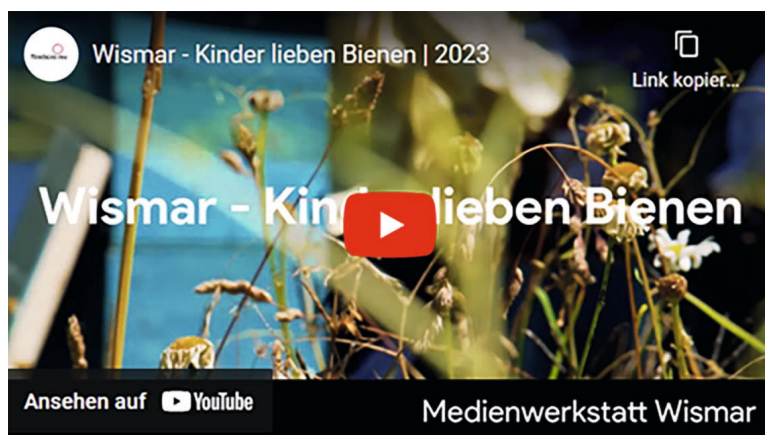 Wismar - Kinder lieben Bienen | 2023
Link kopier...
Wismar - Kin lieben Bienen
Ansehen auf YouTube
Medienwerkstatt Wismar